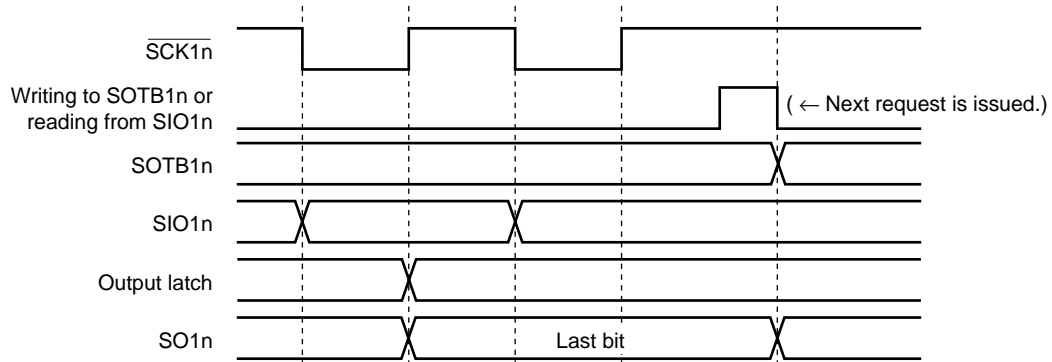 SCK1n
Writing to SOTB1n or
reading from SIO1n
( ← Next request is issued.)
SOTB1n
SIO1n
Output latch
SO1n
Last bit